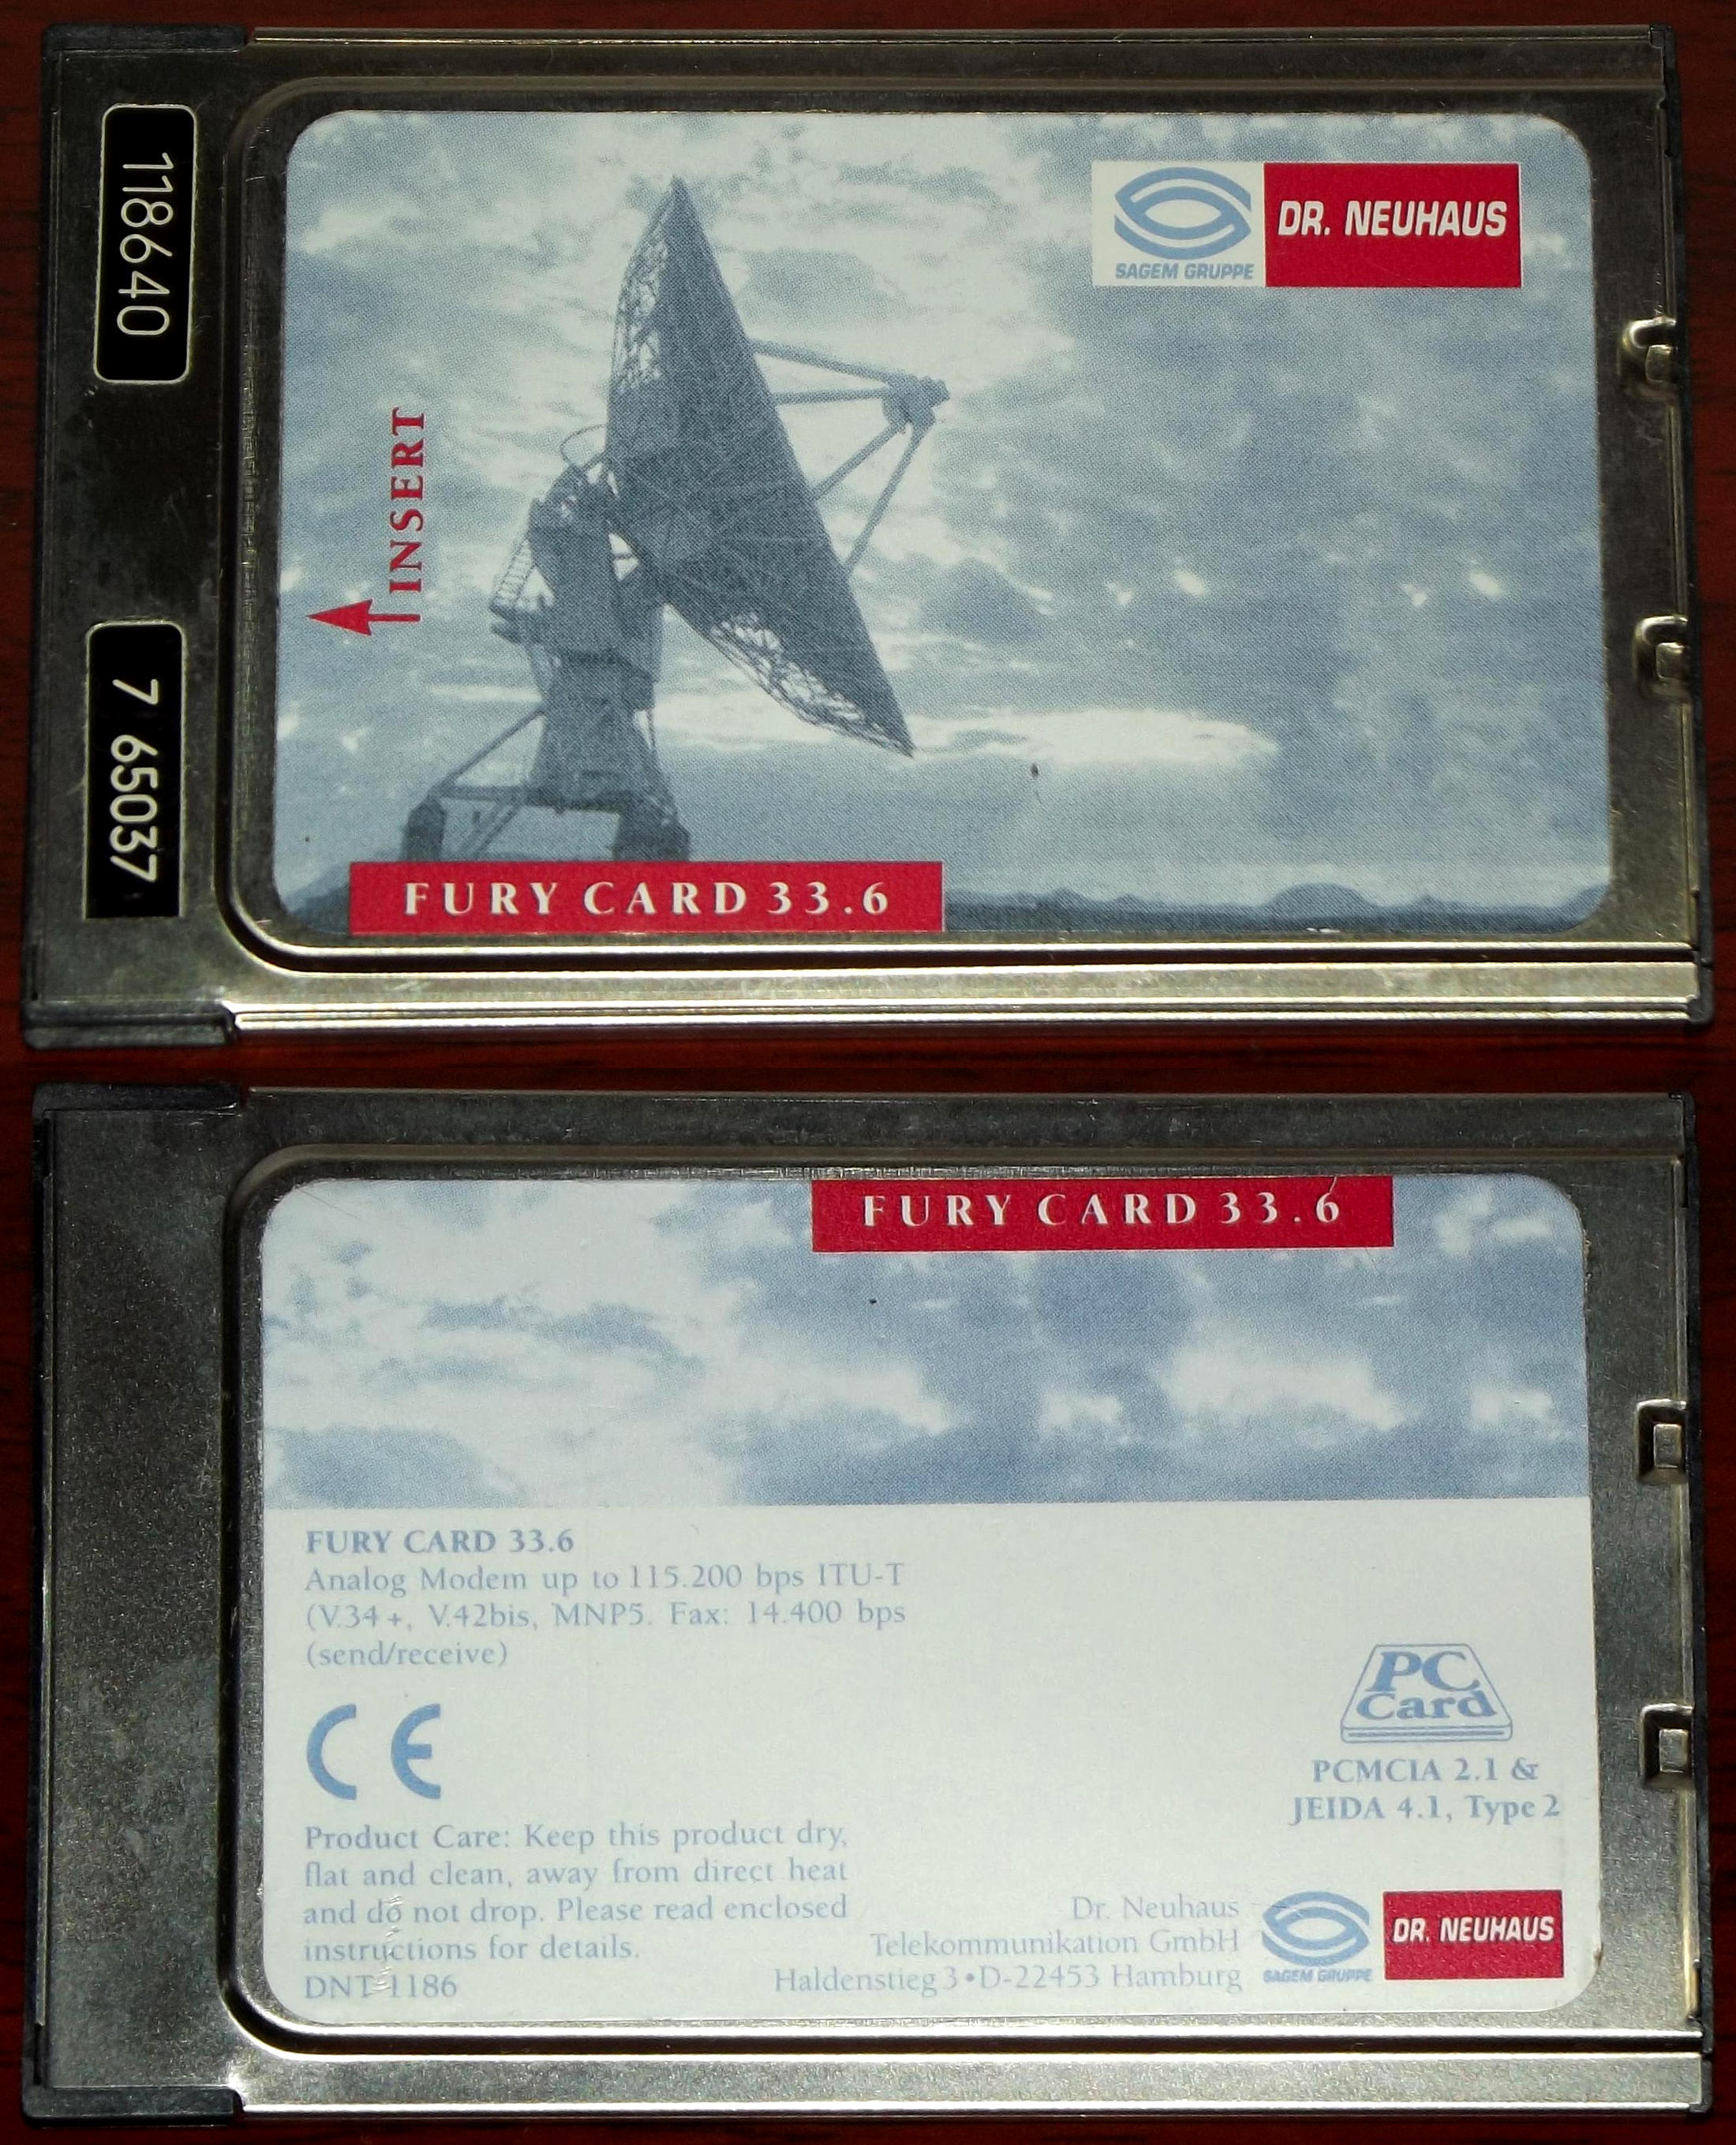 118640
7 65037
INSERT
SAGEM GRUPPE
DR. NEUHAUS
FURY CARD 33.6
FURY CARD 33.6
FURY CARD 33.6
Analog Modem up to 115.200 bps ITU-T
(V.34+, V.42bis, MNP5. Fax: 14.400 bps
(send/receive)
CE
PC
Card
PCMCIA 2.1 &
JEIDA 4.1, Type 2
Product Care: Keep this product dry,
flat and clean, away from direct heat
and do not drop. Please read enclosed
instructions for details.
DNT 1186
Dr. Neuhaus
Telekommunikation GmbH
Haldenstieg 3 • D-22453 Hamburg
SAGEM GRUPPE
DR. NEUHAUS